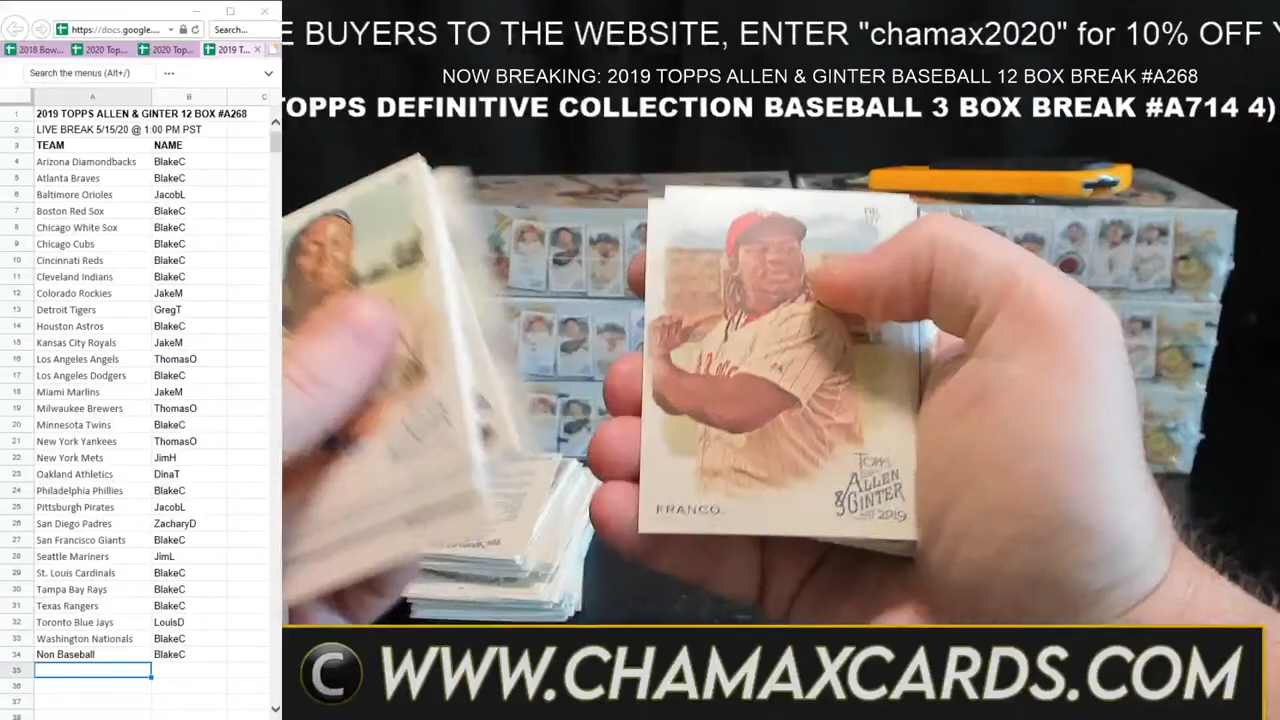 https://docs.google....
Search...
2018 Bow...
2020 Top...
2020 Top...
2019 T...
Search the menus (Alt+/)
A B C
1 2019 TOPPS ALLEN & GINTER 12 BOX #A268
2 LIVE BREAK 5/15/20 @ 1:00 PM PST
3 TEAM NAME
4 Arizona Diamondbacks BlakeC
5 Atlanta Braves BlakeC
6 Baltimore Orioles JacobL
7 Boston Red Sox BlakeC
8 Chicago White Sox BlakeC
9 Chicago Cubs BlakeC
10 Cincinnati Reds BlakeC
11 Cleveland Indians BlakeC
12 Colorado Rockies JakeM
13 Detroit Tigers GregT
14 Houston Astros BlakeC
15 Kansas City Royals JakeM
16 Los Angeles Angels ThomasO
17 Los Angeles Dodgers BlakeC
18 Miami Marlins JakeM
19 Milwaukee Brewers ThomasO
20 Minnesota Twins BlakeC
21 New York Yankees ThomasO
22 New York Mets JimH
23 Oakland Athletics DinaT
24 Philadelphia Phillies BlakeC
25 Pittsburgh Pirates JacobL
26 San Diego Padres ZacharyD
27 San Francisco Giants BlakeC
28 Seattle Mariners JimL
29 St. Louis Cardinals BlakeC
30 Tampa Bay Rays BlakeC
31 Texas Rangers BlakeC
32 Toronto Blue Jays LouisD
33 Washington Nationals BlakeC
34 Non Baseball BlakeC
35
36
37
38
E BUYERS TO THE WEBSITE, ENTER "chamax2020" for 10% OFF
NOW BREAKING: 2019 TOPPS ALLEN & GINTER BASEBALL 12 BOX BREAK #A268
TOPPS DEFINITIVE COLLECTION BASEBALL 3 BOX BREAK #A714 4)
FRANCO.
TOPPS
ALLEN
& GINTER
2019
C WWW.CHAMAXCARDS.COM